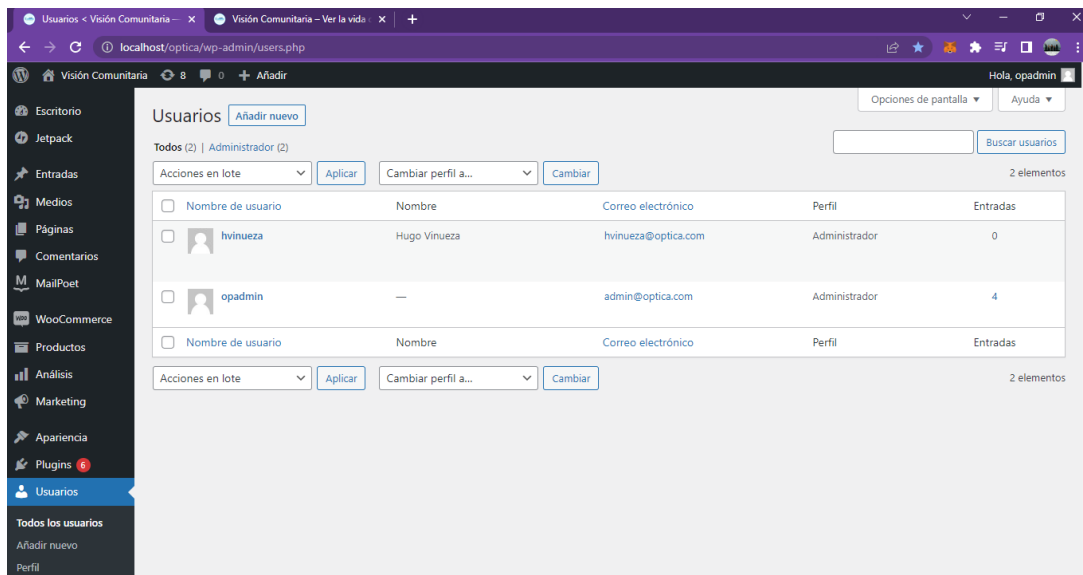 Usuarios < Visión Comunitaria —
Visión Comunitaria – Ver la vida
localhost/optica/wp-admin/users.php
Visión Comunitaria 8 0 + Añadir Hola, opadmin
Escritorio
Jetpack
Entradas
Medios
Páginas
Comentarios
MailPoet
WooCommerce
Productos
Análisis
Marketing
Apariencia
Plugins 6
Usuarios
Todos los usuarios
Añadir nuevo
Perfil
Opciones de pantalla ▼ Ayuda ▼
Usuarios Añadir nuevo
Todos (2) | Administrador (2)
Buscar usuarios
Acciones en lote Aplicar Cambiar perfil a... Cambiar 2 elementos
Nombre de usuario Nombre Correo electrónico Perfil Entradas
hvinueza Hugo Vinueza hvinueza@optica.com Administrador 0
opadmin — admin@optica.com Administrador 4
Nombre de usuario Nombre Correo electrónico Perfil Entradas
Acciones en lote Aplicar Cambiar perfil a... Cambiar 2 elementos